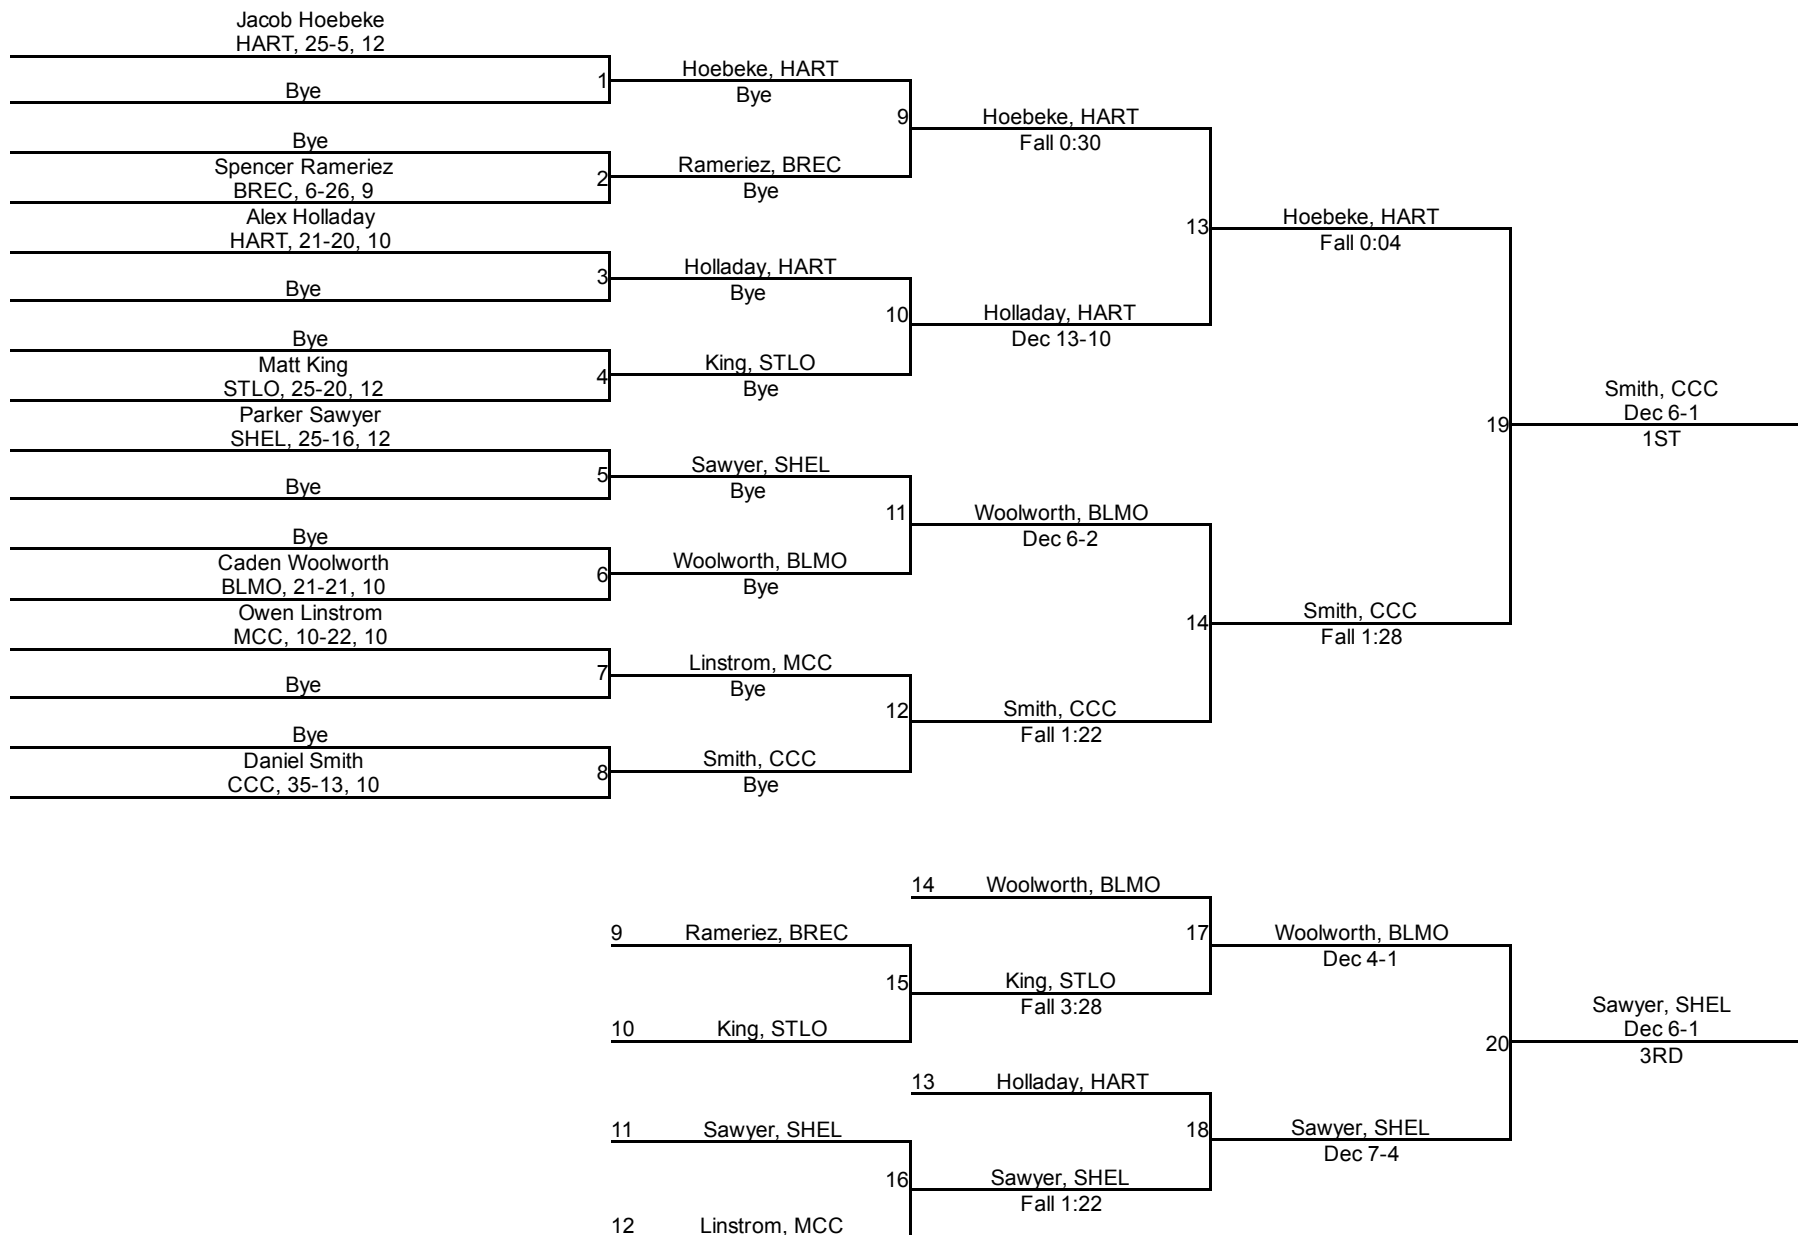 Jacob Hoebeke
HART, 25-5, 12
Bye
1
Bye
Spencer Rameriez
BREC, 6-26, 9
2
Alex Holladay
HART, 21-20, 10
Bye
3
Bye
Matt King
STLO, 25-20, 12
4
Parker Sawyer
SHEL, 25-16, 12
Bye
5
Bye
Caden Woolworth
BLMO, 21-21, 10
6
Owen Linstrom
MCC, 10-22, 10
Bye
7
Bye
Daniel Smith
CCC, 35-13, 10
8
Hoebeke, HART
Bye
9
Rameriez, BREC
Bye
Holladay, HART
Bye
10
King, STLO
Bye
Sawyer, SHEL
Bye
11
Woolworth, BLMO
Bye
Linstrom, MCC
Bye
12
Smith, CCC
Bye
Hoebeke, HART
Fall 0:30
13
Holladay, HART
Dec 13-10
Woolworth, BLMO
Dec 6-2
14
Smith, CCC
Fall 1:22
Hoebeke, HART
Fall 0:04
19
Smith, CCC
Fall 1:28
Smith, CCC
Dec 6-1
1ST
14 Woolworth, BLMO
9 Rameriez, BREC
15
10 King, STLO
King, STLO
Fall 3:28
17
13 Holladay, HART
11 Sawyer, SHEL
16
12 Linstrom, MCC
Sawyer, SHEL
Fall 1:22
18
Woolworth, BLMO
Dec 4-1
20
Sawyer, SHEL
Dec 7-4
Sawyer, SHEL
Dec 6-1
3RD